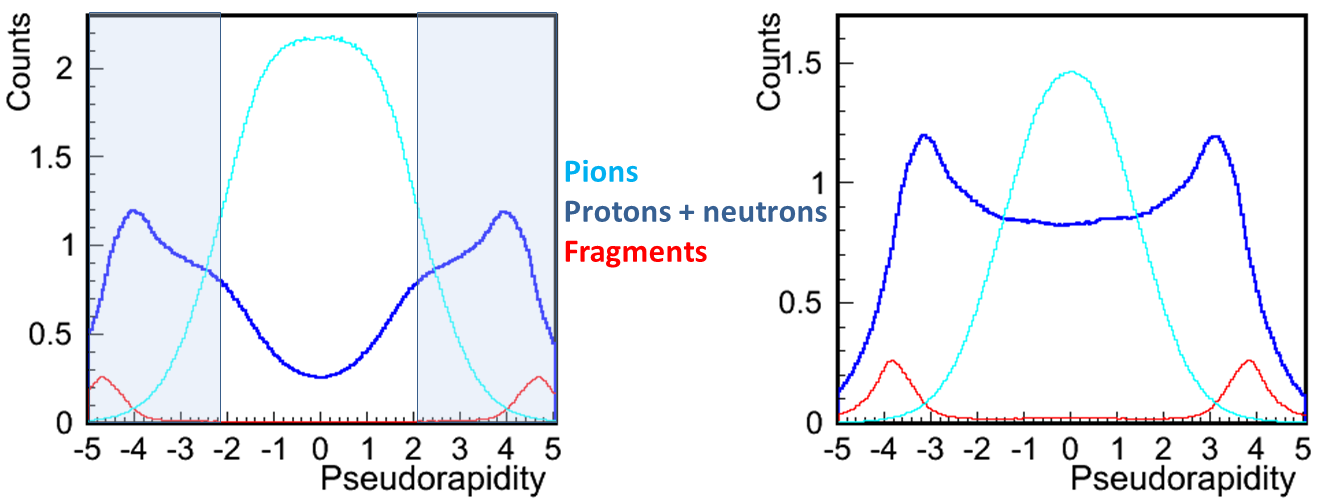 Counts
2
1.5
1
0.5
0
-5 -4 -3 -2 -1 0 1 2 3 4 5
Pseudorapidity
Pions
Protons + neutrons
Fragments
Counts
1.5
1
0.5
0
-5 -4 -3 -2 -1 0 1 2 3 4 5
Pseudorapidity